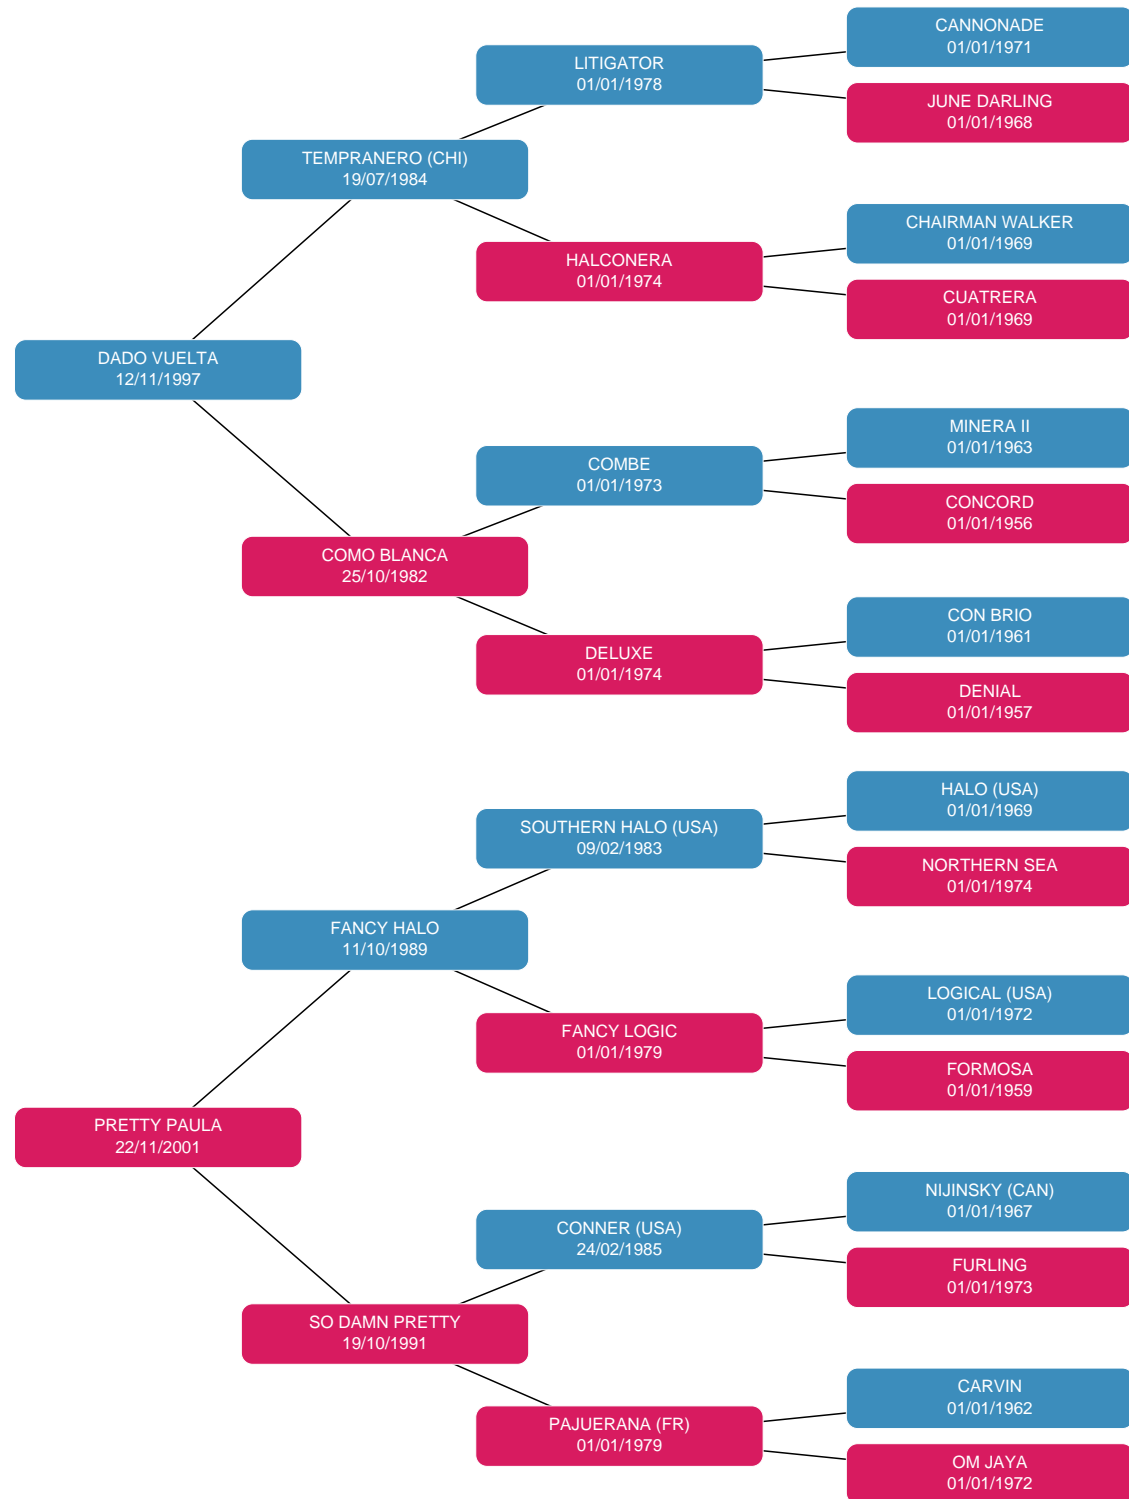 CANNONADE
01/01/1971
LITIGATOR
01/01/1978
JUNE DARLING
01/01/1968
TEMPRANERO (CHI)
19/07/1984
CHAIRMAN WALKER
01/01/1969
HALCONERA
01/01/1974
CUATRERA
01/01/1969
DADO VUELTA
12/11/1997
MINERA II
01/01/1963
COMBE
01/01/1973
CONCORD
01/01/1956
COMO BLANCA
25/10/1982
CON BRIO
01/01/1961
DELUXE
01/01/1974
DENIAL
01/01/1957
HALO (USA)
01/01/1969
SOUTHERN HALO (USA)
09/02/1983
NORTHERN SEA
01/01/1974
FANCY HALO
11/10/1989
LOGICAL (USA)
01/01/1972
FANCY LOGIC
01/01/1979
FORMOSA
01/01/1959
PRETTY PAULA
22/11/2001
NIJINSKY (CAN)
01/01/1967
CONNER (USA)
24/02/1985
FURLING
01/01/1973
SO DAMN PRETTY
19/10/1991
CARVIN
01/01/1962
PAJUERANA (FR)
01/01/1979
OM JAYA
01/01/1972